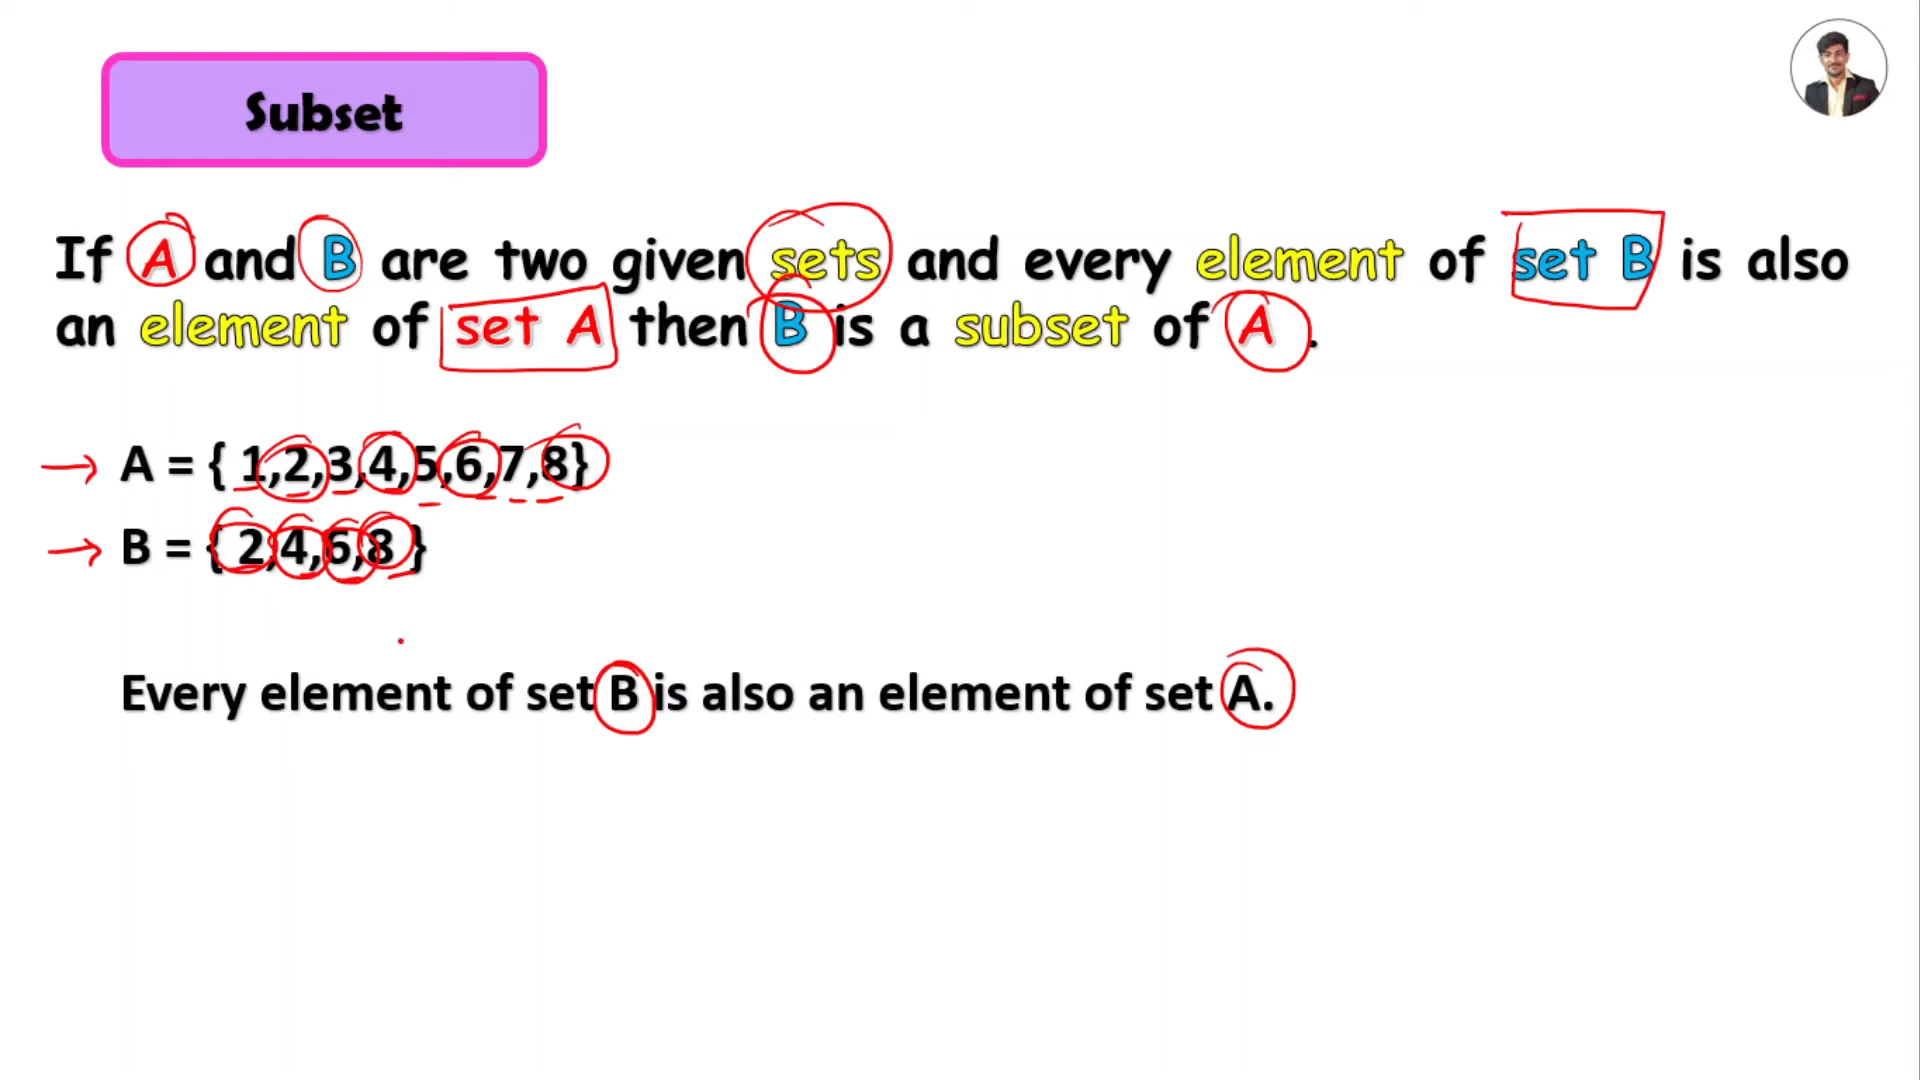 Subset
If A and B are two given sets and every element of set B is also
an element of set A then B is a subset of A .
A = { 1,2,3,4,5,6,7,8}
B = { 2,4,6,8 }
Every element of set B is also an element of set A.